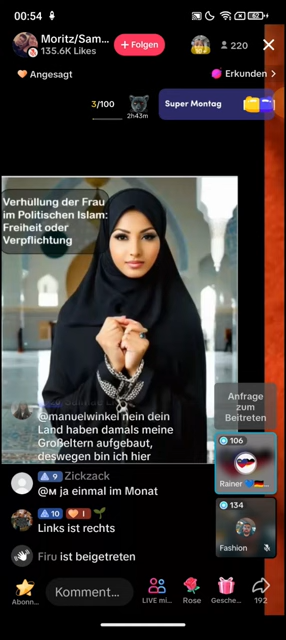 00:54
Moritz/Sam...
135.6K Likes
+ Folgen
220
Angesagt
Erkunden >
3/100
2h43m
Super Montag
Verhüllung der Frau
im Politischen Islam:
Freiheit oder
Verpflichtung
@manuelwinkel nein dein
Land haben damals meine
Großeltern aufgebaut,
deswegen bin ich hier
Anfrage
zum
Beitreten
106
Rainer
9 Zickzack
@м ja einmal im Monat
10 I
Links ist rechts
134
Fashion
Firu ist beigetreten
Abonn...
Komment...
LIVE mi...
Rose
Gesche...
192